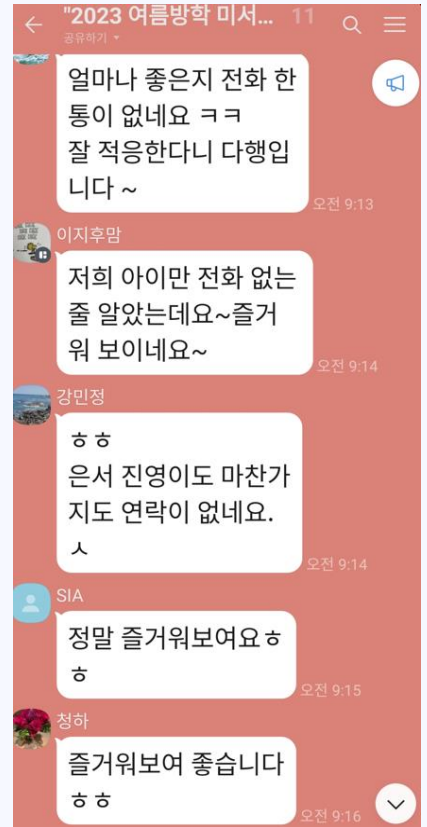 "2023 여름방학 미서... 11
공유하기
얼마나 좋은지 전화 한
통이 없네요 ㅋㅋ
잘 적응한다니 다행입
니다 ~
오전 9:13
이지후맘
저희 아이만 전화 없는
줄 알았는데요~즐거
워 보이네요~
오전 9:14
강민정
ㅎㅎ
은서 진영이도 마찬가
지도 연락이 없네요.
ㅅ
오전 9:14
SIA
정말 즐거워보여요ㅎ
ㅎ
오전 9:15
청하
즐거워보여 좋습니다
ㅎㅎ
오전 9:16